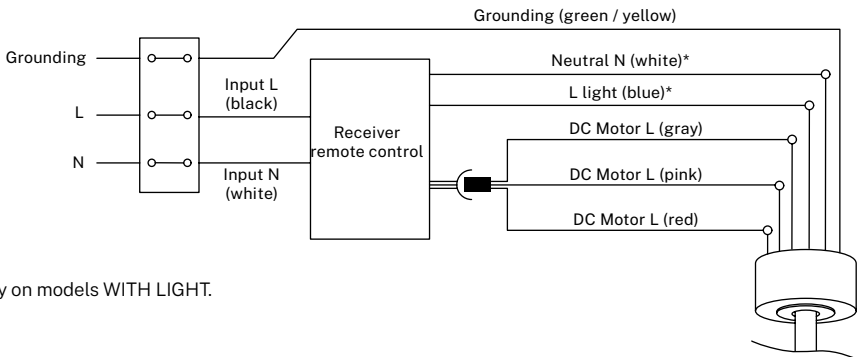 Grounding (green / yellow)
Grounding
Neutral N (white)*
Input L
(black)
L light (blue)*
L
Receiver
remote control
DC Motor L (gray)
N
Input N
(white)
DC Motor L (pink)
DC Motor L (red)
on models WITH LIGHT.